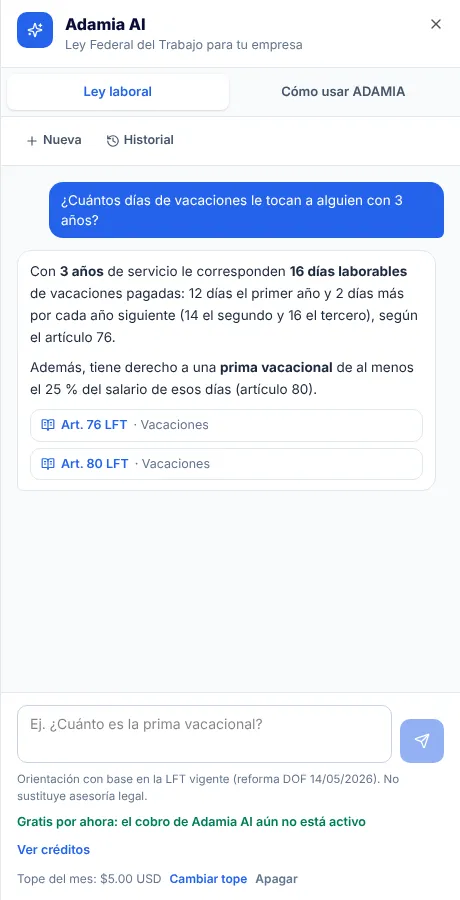 Adamia AI
Ley Federal del Trabajo para tu empresa
Ley laboral
Cómo usar ADAMIA
Nueva
Historial
¿Cuántos días de vacaciones le tocan a alguien con 3
años?
Con 3 años de servicio le corresponden 16 días laborables
de vacaciones pagadas: 12 días el primer año y 2 días más
por cada año siguiente (14 el segundo y 16 el tercero), según
el artículo 76.
Además, tiene derecho a una prima vacacional de al menos
el 25 % del salario de esos días (artículo 80).
Art. 76 LFT · Vacaciones
Art. 80 LFT · Vacaciones
Ej. ¿Cuánto es la prima vacacional?
Orientación con base en la LFT vigente (reforma DOF 14/05/2026). No
sustituye asesoría legal.
Gratis por ahora: el cobro de Adamia AI aún no está activo
Ver créditos
Tope del mes: $5.00 USD Cambiar tope Apagar